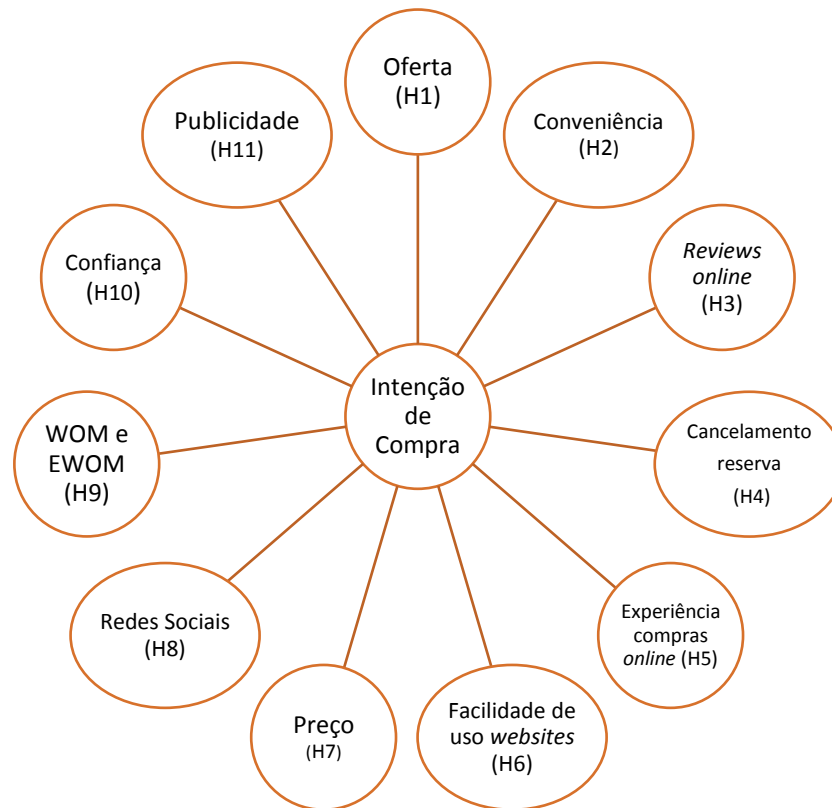 Oferta
(H1)
Conveniência
(H2)
Reviews
online
(H3)
Cancelamento
reserva
(H4)
Experiência
compras
online (H5)
Facilidade de
uso websites
(H6)
Preço
(H7)
Redes Sociais
(H8)
WOM e
EWOM
(H9)
Confiança
(H10)
Publicidade
(H11)
Intenção
de
Compra